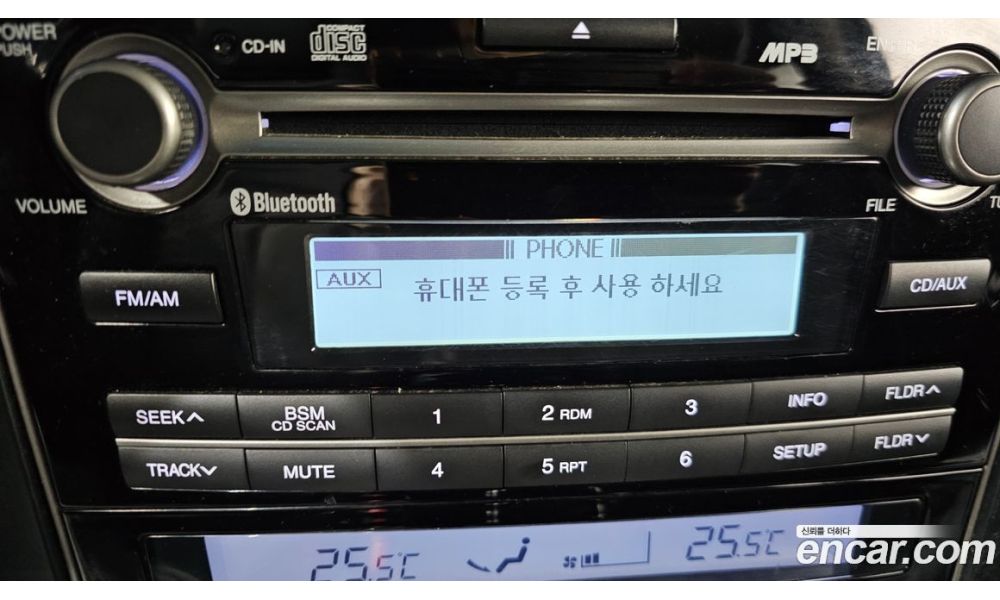 POWER
PUSH
CD-IN
COMPACT
disc
DIGITAL AUDIO
MP3
VOLUME
Bluetooth
FILE
PHONE
AUX
휴대폰 등록 후 사용 하세요
FM/AM
CD/AUX
SEEK
BSM
CD SCAN
1
2 RDM
3
INFO
FLDR
TRACK
MUTE
4
5 RPT
6
SETUP
FLDR
25.5℃
25.5℃
신뢰를 더하다
encar.com